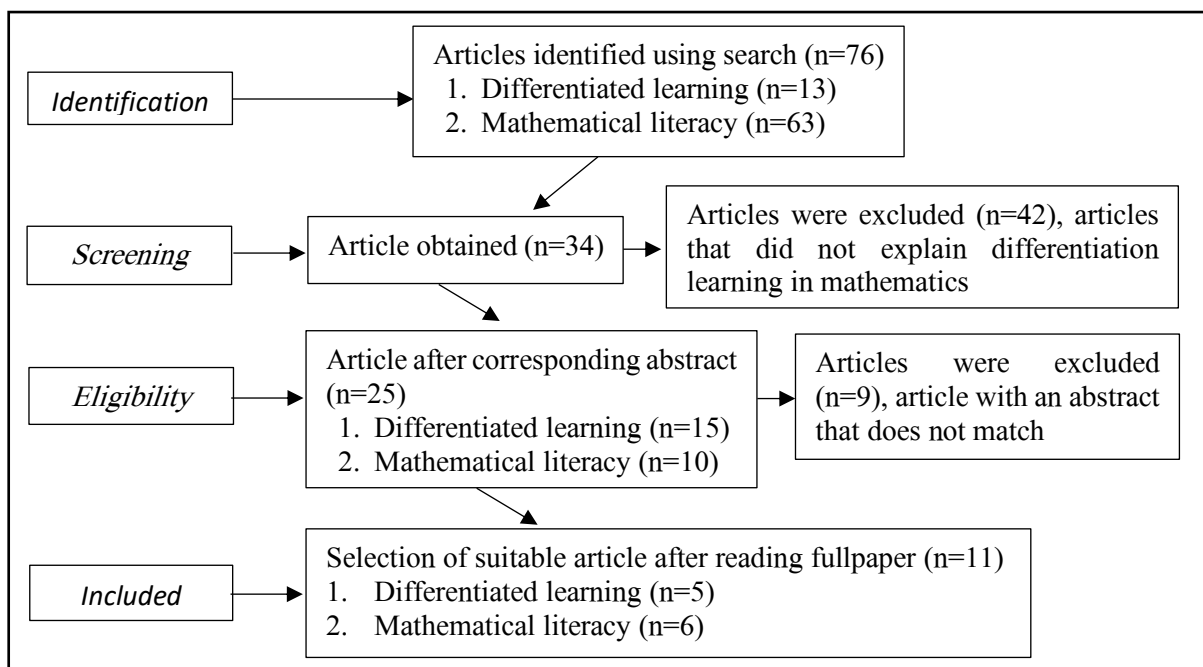 Identification
Articles identified using search (n=76)
1. Differentiated learning (n=13)
2. Mathematical literacy (n=63)
Screening
Article obtained (n=34)
Articles were excluded (n=42), articles
that did not explain differentiation
learning in mathematics
Eligibility
Article after corresponding abstract
(n=25)
1. Differentiated learning (n=15)
2. Mathematical literacy (n=10)
Articles were excluded
(n=9), article with an abstract
that does not match
Included
Selection of suitable article after reading fullpaper (n=11)
1. Differentiated learning (n=5)
2. Mathematical literacy (n=6)